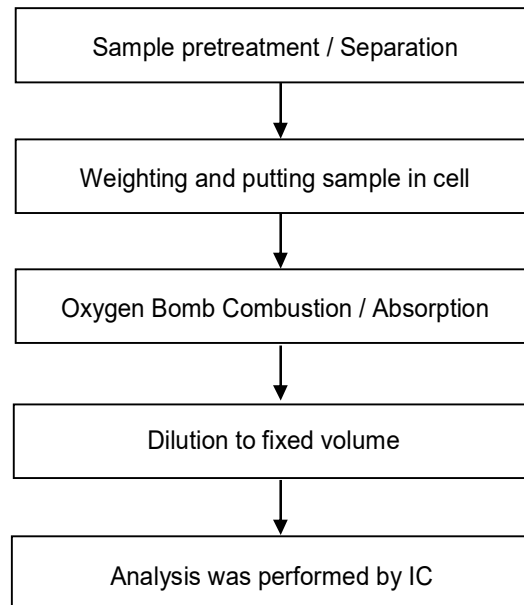 Sample pretreatment / Separation
Weighting and putting sample in cell
Oxygen Bomb Combustion / Absorption
Dilution to fixed volume
Analysis was performed by IC